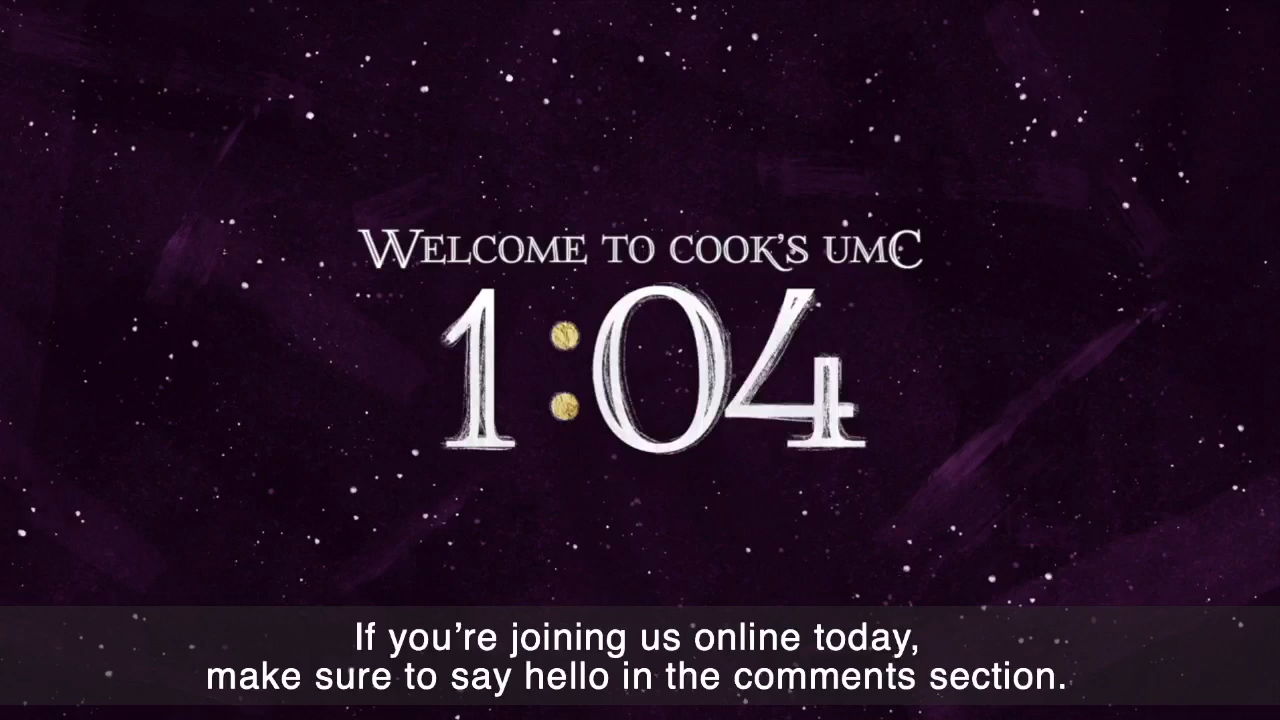 WELCOME TO COOK'S UMC
1:04
If you're joining us online today,
make sure to say hello in the comments section.